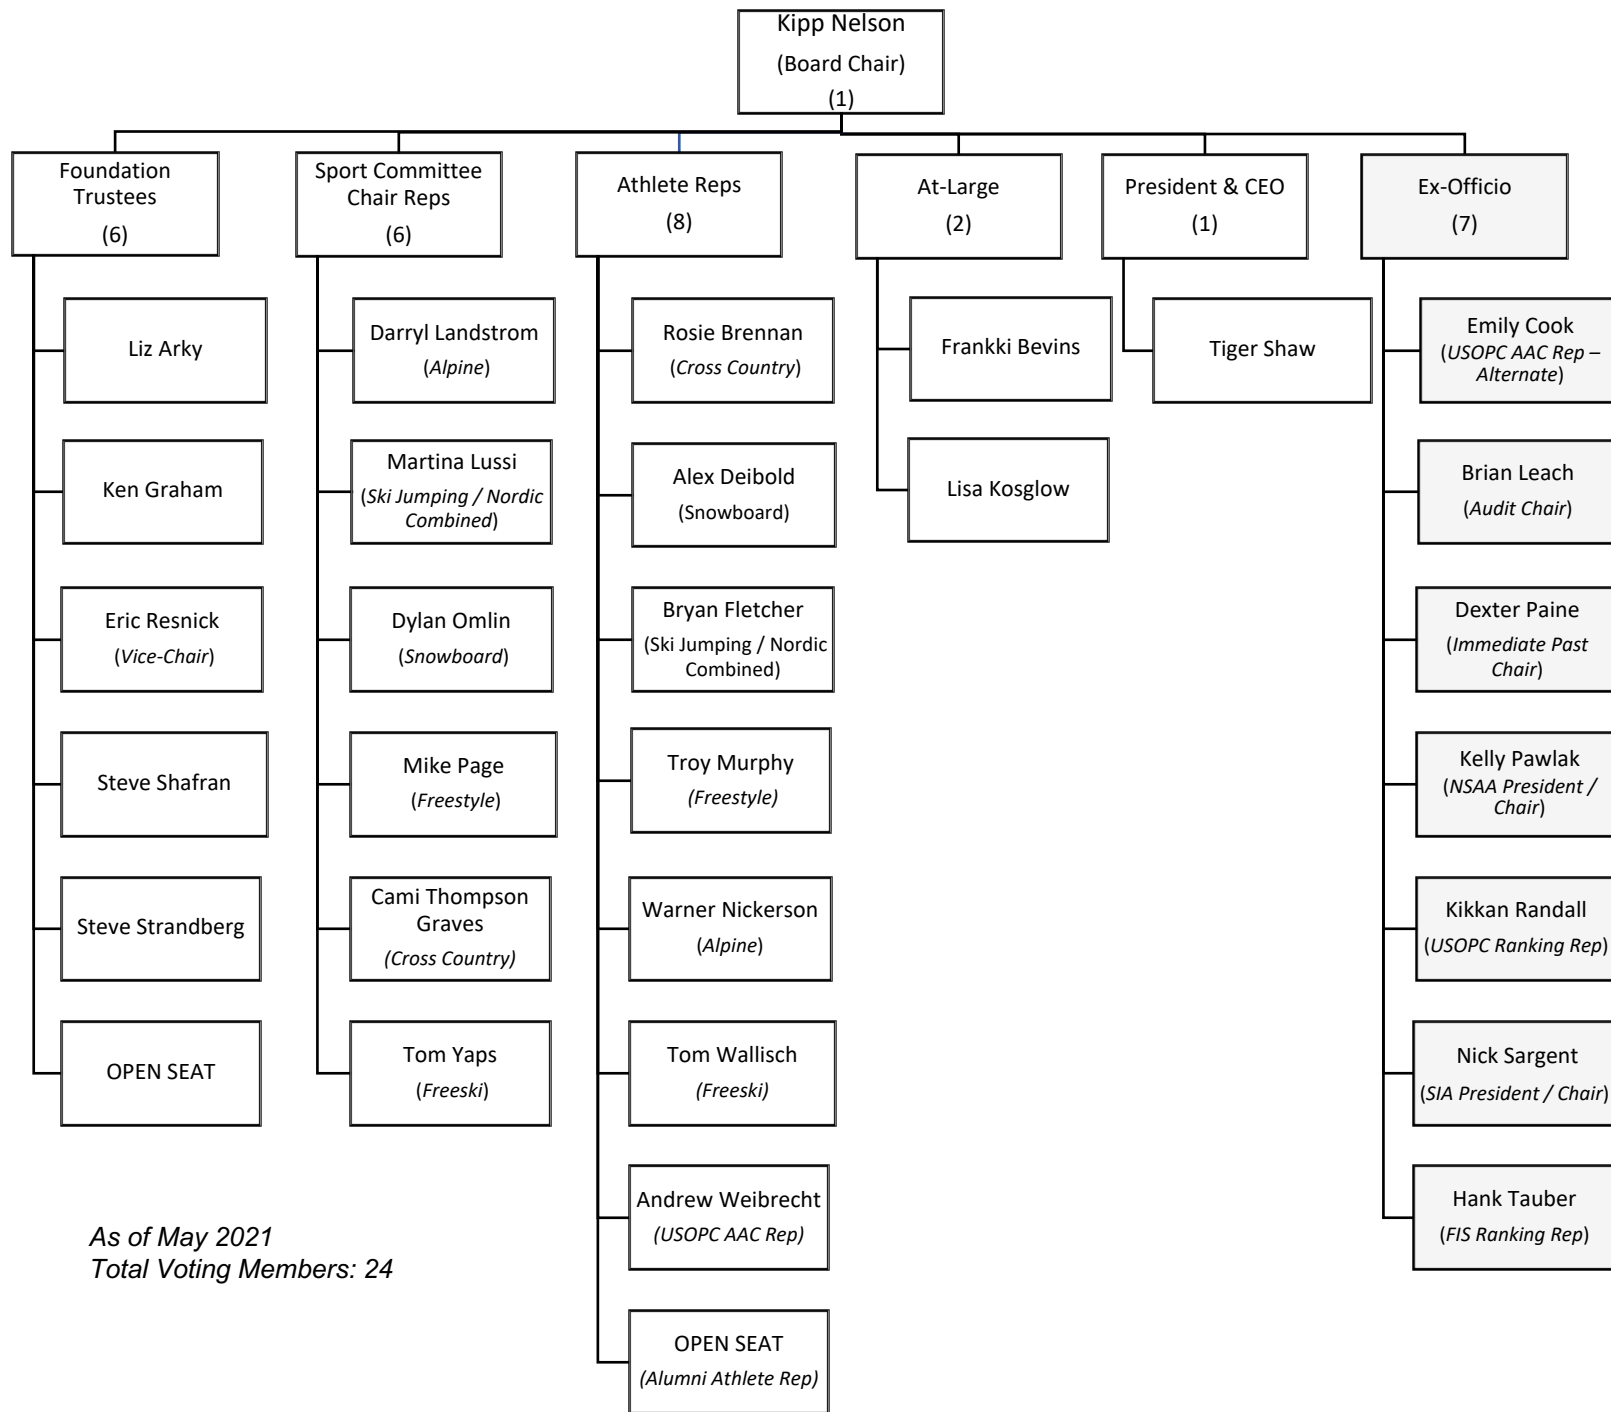 Kipp Nelson
(Board Chair)
(1)
Foundation
Trustees
(6)
Sport Committee
Chair Reps
(6)
Athlete Reps
(8)
At-Large
(2)
President & CEO
(1)
Ex-Officio
(7)
Liz Arky
Ken Graham
Eric Resnick
(Vice-Chair)
Steve Shafran
Steve Strandberg
OPEN SEAT
Darryl Landstrom
(Alpine)
Martina Lussi
(Ski Jumping / Nordic
Combined)
Dylan Omlin
(Snowboard)
Mike Page
(Freestyle)
Cami Thompson
Graves
(Cross Country)
Tom Yaps
(Freeski)
Rosie Brennan
(Cross Country)
Alex Deibold
(Snowboard)
Bryan Fletcher
(Ski Jumping / Nordic
Combined)
Troy Murphy
(Freestyle)
Warner Nickerson
(Alpine)
Tom Wallisch
(Freeski)
Andrew Weibrecht
(USOPC AAC Rep)
OPEN SEAT
(Alumni Athlete Rep)
Frankki Bevins
Lisa Kosglow
Tiger Shaw
Emily Cook
(USOPC AAC Rep –
Alternate)
Brian Leach
(Audit Chair)
Dexter Paine
(Immediate Past
Chair)
Kelly Pawlak
(NSAA President /
Chair)
Kikkan Randall
(USOPC Ranking Rep)
Nick Sargent
(SIA President / Chair)
Hank Tauber
(FIS Ranking Rep)
As of May 2021
Total Voting Members: 24